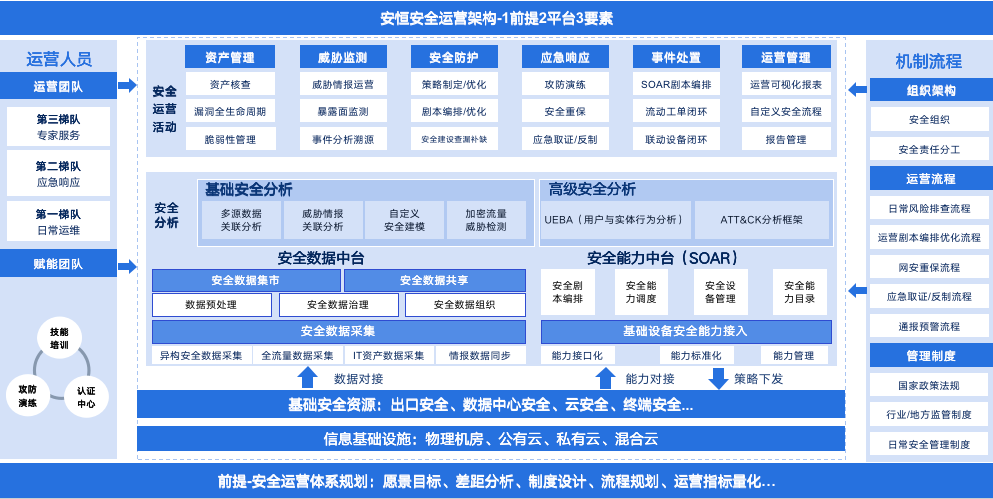 安恒安全运营架构-1前提2平台3要素
运营人员
运营团队
第三梯队
专家服务
第二梯队
应急响应
第一梯队
日常运维
赋能团队
技能
培训
攻防
演练
认证
中心
安全
运营
活动
资产管理
资产核查
漏洞全生命周期
脆弱性管理
威胁监测
威胁情报运营
暴露面监测
事件分析溯源
安全防护
策略制定/优化
剧本编排/优化
安全建设查漏补缺
应急响应
攻防演练
安全重保
应急取证/反制
事件处置
SOAR剧本编排
流动工单闭环
联动设备闭环
运营管理
运营可视化报表
自定义安全流程
报告管理
安全
分析
基础安全分析
多源数据
关联分析
威胁情报
关联分析
自定义
安全建模
加密流量
威胁检测
高级安全分析
UEBA（用户与实体行为分析）
ATT&CK分析框架
安全数据中台
安全数据集市
安全数据共享
数据预处理
安全数据治理
安全数据组织
安全数据采集
异构安全数据采集
全流量数据采集
IT资产数据采集
情报数据同步
安全能力中台（SOAR）
安全剧
本编排
安全能
力调度
安全设
备管理
安全能
力目录
基础设备安全能力接入
能力接口化
能力标准化
能力管理
数据对接
能力对接
策略下发
基础安全资源：出口安全、数据中心安全、云安全、终端安全...
信息基础设施：物理机房、公有云、私有云、混合云
机制流程
组织架构
安全组织
安全责任分工
运营流程
日常风险排查流程
运营剧本编排优化流程
网安重保流程
应急取证/反制流程
通报预警流程
管理制度
国家政策法规
行业/地方监管制度
日常安全管理制度
前提-安全运营体系规划：愿景目标、差距分析、制度设计、流程规划、运营指标量化...